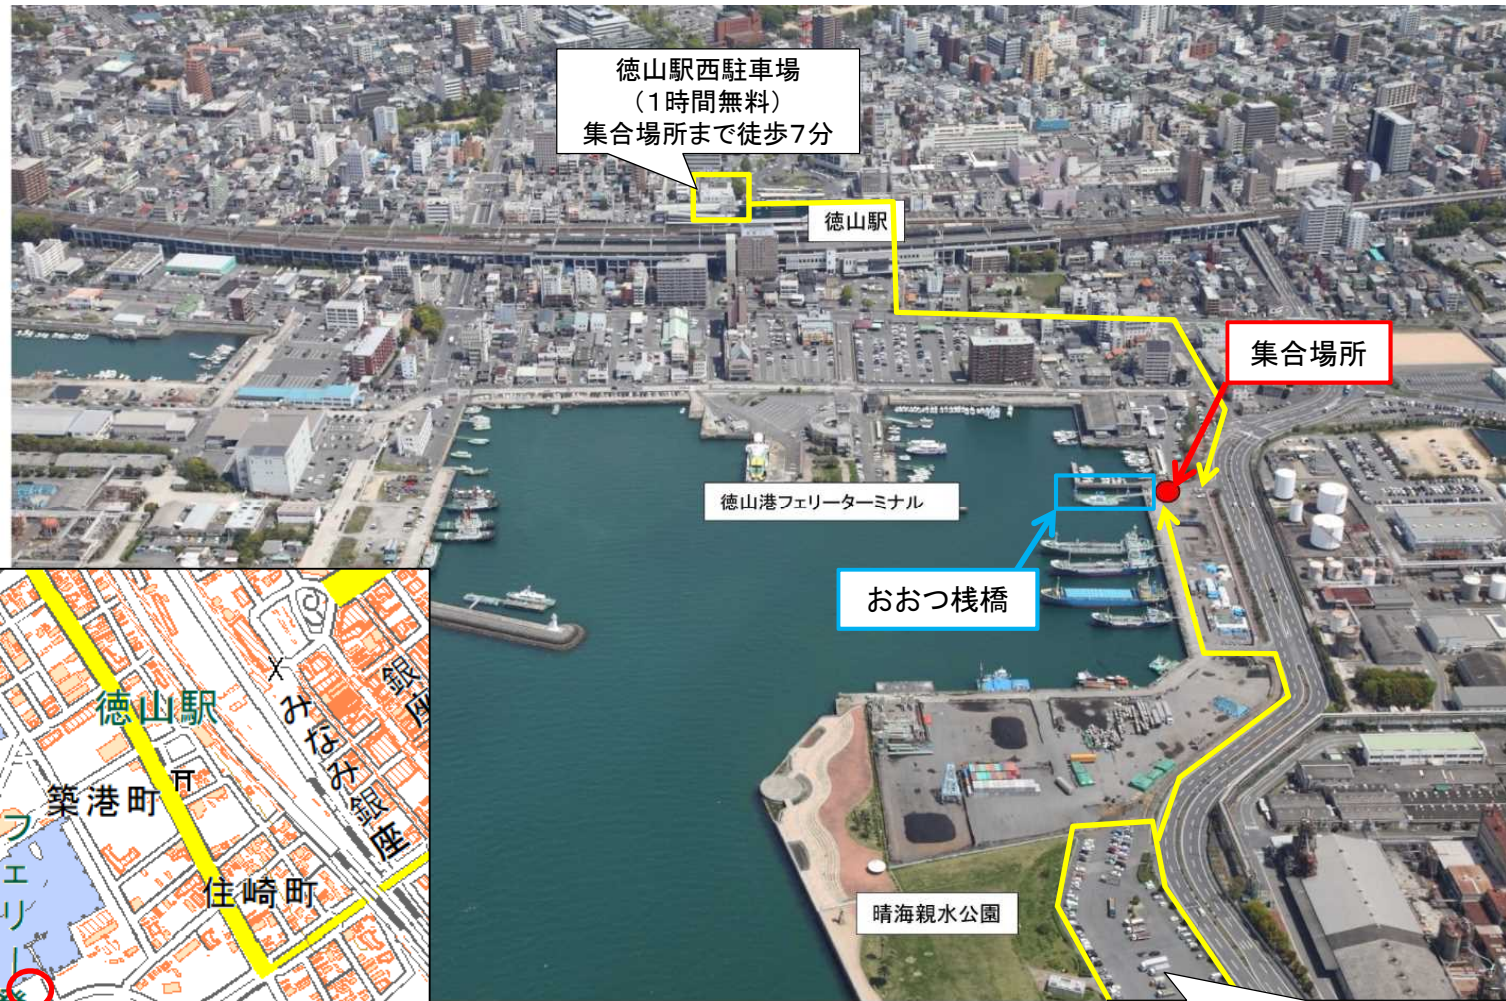 徳山駅西駐車場
（1時間無料）
集合場所まで徒歩7分
徳山駅
集合場所
徳山港フェリーターミナル
おおつ桟橋
晴海親水公園
徳山駅
築港町
住崎町
みなみ銀座
銀座
フェリー